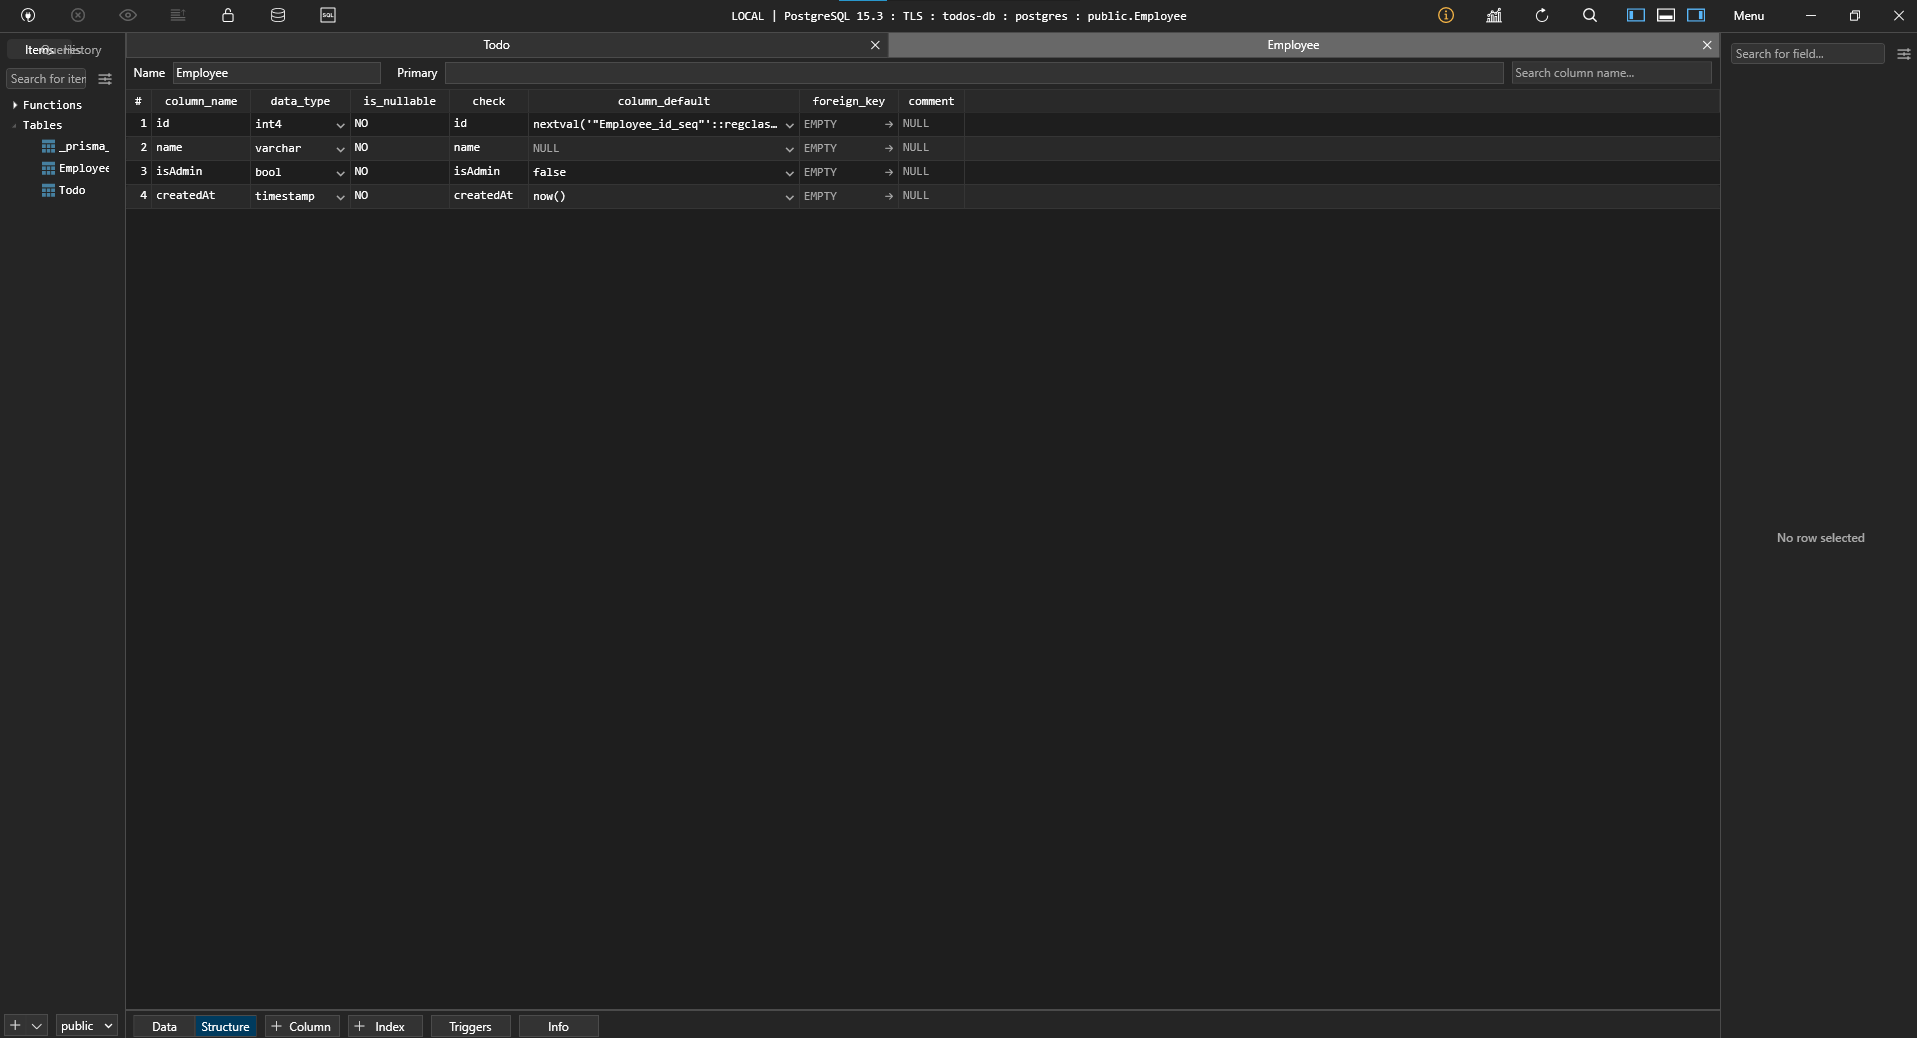 SQL
LOCAL | PostgreSQL 15.3 : TLS : todos-db : postgres : public.Employee
Menu
Items Queries History
Todo
Employee
Search for field...
Search for iter
Name Employee Primary Search column name...
Functions
Tables
_prisma_
Employee
Todo
# column_name data_type is_nullable check column_default foreign_key comment
1 id int4 NO id nextval('"Employee_id_seq"'::regclas... EMPTY NULL
2 name varchar NO name NULL EMPTY NULL
3 isAdmin bool NO isAdmin false EMPTY NULL
4 createdAt timestamp NO createdAt now() EMPTY NULL
No row selected
public
Data Structure + Column + Index Triggers Info